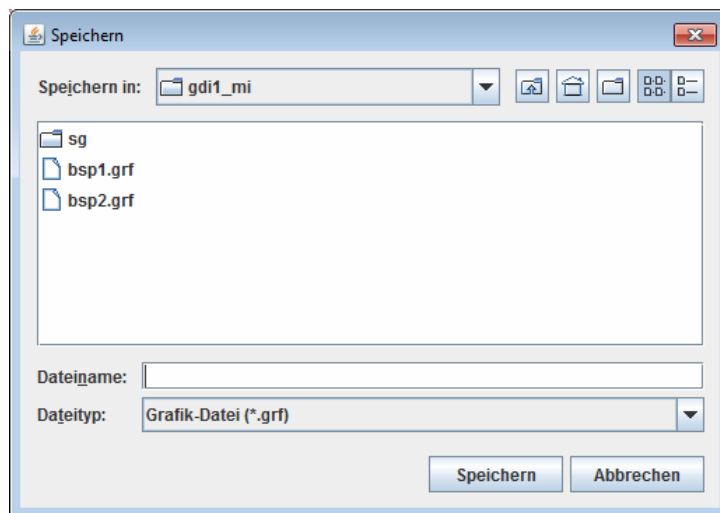 Speichern
Speichern in: gdi1_mi
sg
bsp1.grf
bsp2.grf
Dateiname:
Dateityp: Grafik-Datei (*.grf)
Speichern Abbrechen